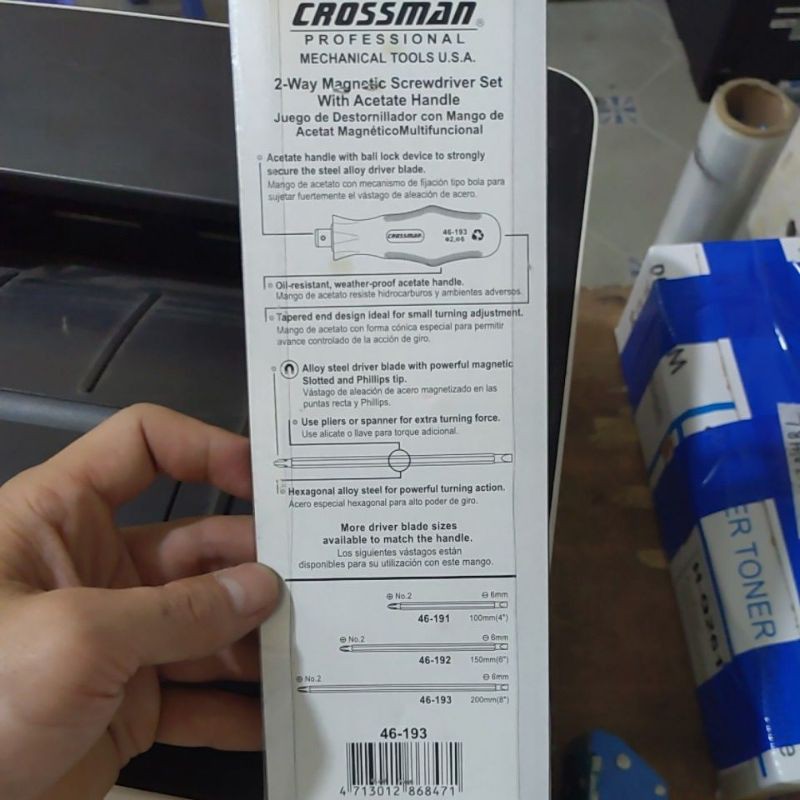 CROSSMAN®
PROFESSIONAL
MECHANICAL TOOLS U.S.A.
2-Way Magnetic Screwdriver Set
With Acetate Handle
Juego de Destornillador con Mango de
Acetat MagnéticoMultifuncional
Acetate handle with ball lock device to strongly
secure the steel alloy driver blade.
Mango de acetato con mecanismo de fijación tipo bola para
sujetar fuertemente el vástago de aleación de acero.
CROSSMAN
46-193
⊕2,⊖6
Oil-resistant, weather-proof acetate handle.
Mango de acetato resiste hidrocarburos y ambientes adversos.
Tapered end design ideal for small turning adjustment.
Mango de acetato con forma cónica especial para permitir
avance controlado de la acción de giro.
Alloy steel driver blade with powerful magnetic
Slotted and Phillips tip.
Vástago de aleación de acero magnetizado en las
puntas recta y Phillips.
Use pliers or spanner for extra turning force.
Use alicate o llave para torque adicional.
Hexagonal alloy steel for powerful turning action.
Acero especial hexagonal para alto poder de giro.
More driver blade sizes
available to match the handle.
Los siguientes vástagos están
disponibles para su utilización con este mango.
⊕ No.2 ⊖ 6mm
46-191 100mm(4")
⊕ No.2 ⊖ 6mm
46-192 150mm(6")
⊕ No.2 ⊖ 6mm
46-193 200mm(8")
46-193
4 713012 868471
ER TONER